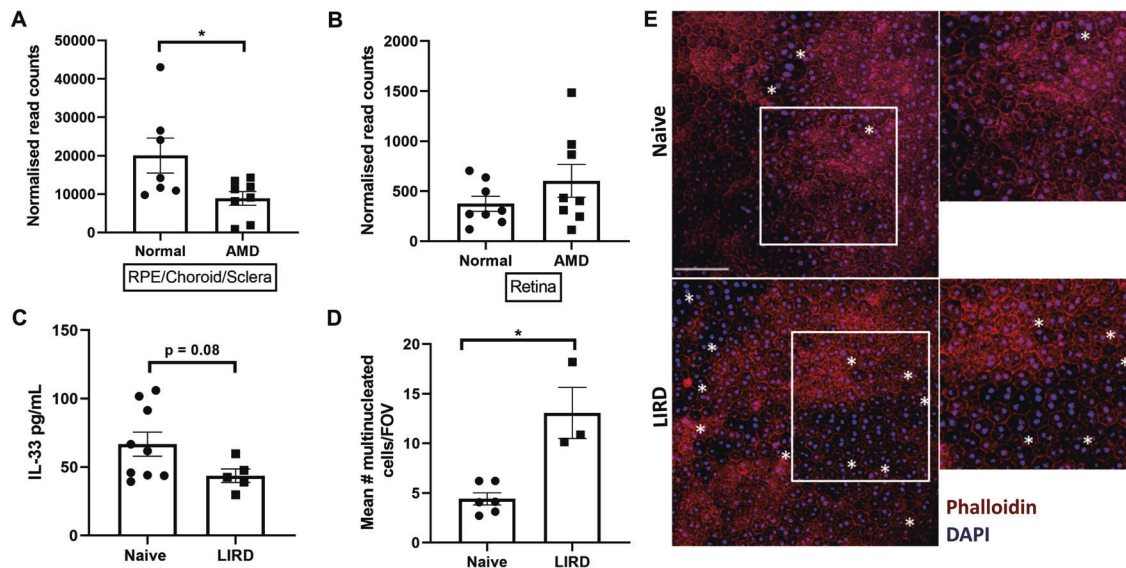 A
*
Normalised read counts
50000
40000
30000
20000
10000
0
Normal
AMD
RPE/Choroid/Sclera
B
Normalised read counts
2000
1500
1000
500
0
Normal
AMD
Retina
C
p = 0.08
IL-33 pg/mL
150
100
50
0
Naive
LIRD
D
*
Mean # multinucleated
cells/FOV
20
15
10
5
0
Naive
LIRD
E
Naive
LIRD
Phalloidin
DAPI